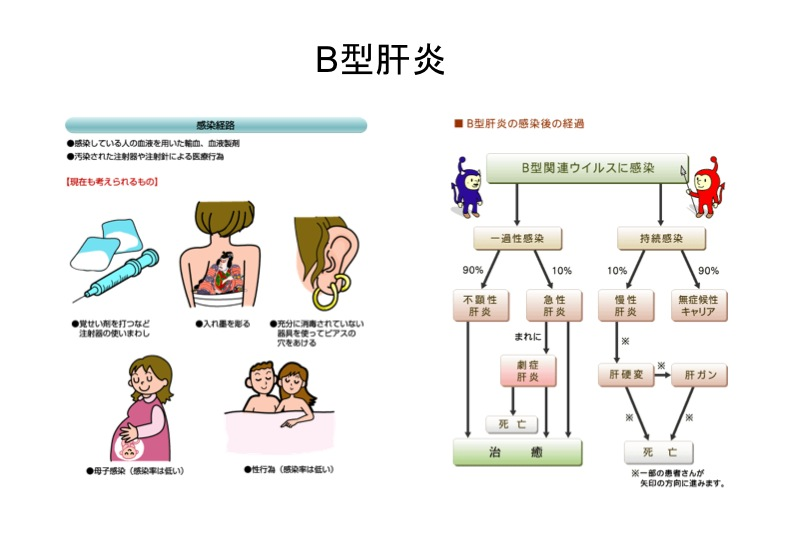 B型肝炎
感染経路
●感染している人の血液を用いた輸血、血液製剤
●汚染された注射器や注射針による医療行為
【現在も考えられるもの】
●覚せい剤を打つなど
注射器の使いまわし
●入れ墨を彫る
●充分に消毒されていない
器具を使ってピアスの
穴をあける
●母子感染（感染率は低い）
●性行為（感染率は低い）
■ B型肝炎の感染後の経過
B型関連ウイルスに感染
一過性感染
持続感染
90%
10%
10%
90%
不顕性
肝炎
急性
肝炎
慢性
肝炎
無症候性
キャリア
まれに
※
劇症
肝炎
肝硬変
※
肝ガン
※
※
死亡
治癒
死亡
※一部の患者さんが
矢印の方向に進みます。